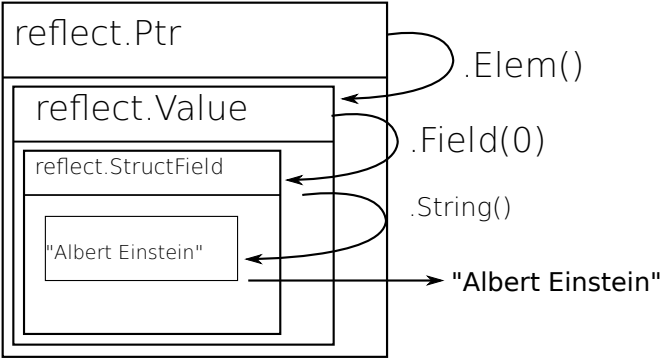 reflect.Ptr
.Elem()
reflect.Value
.Field(0)
reflect.StructField
.String()
"Albert Einstein"
"Albert Einstein"